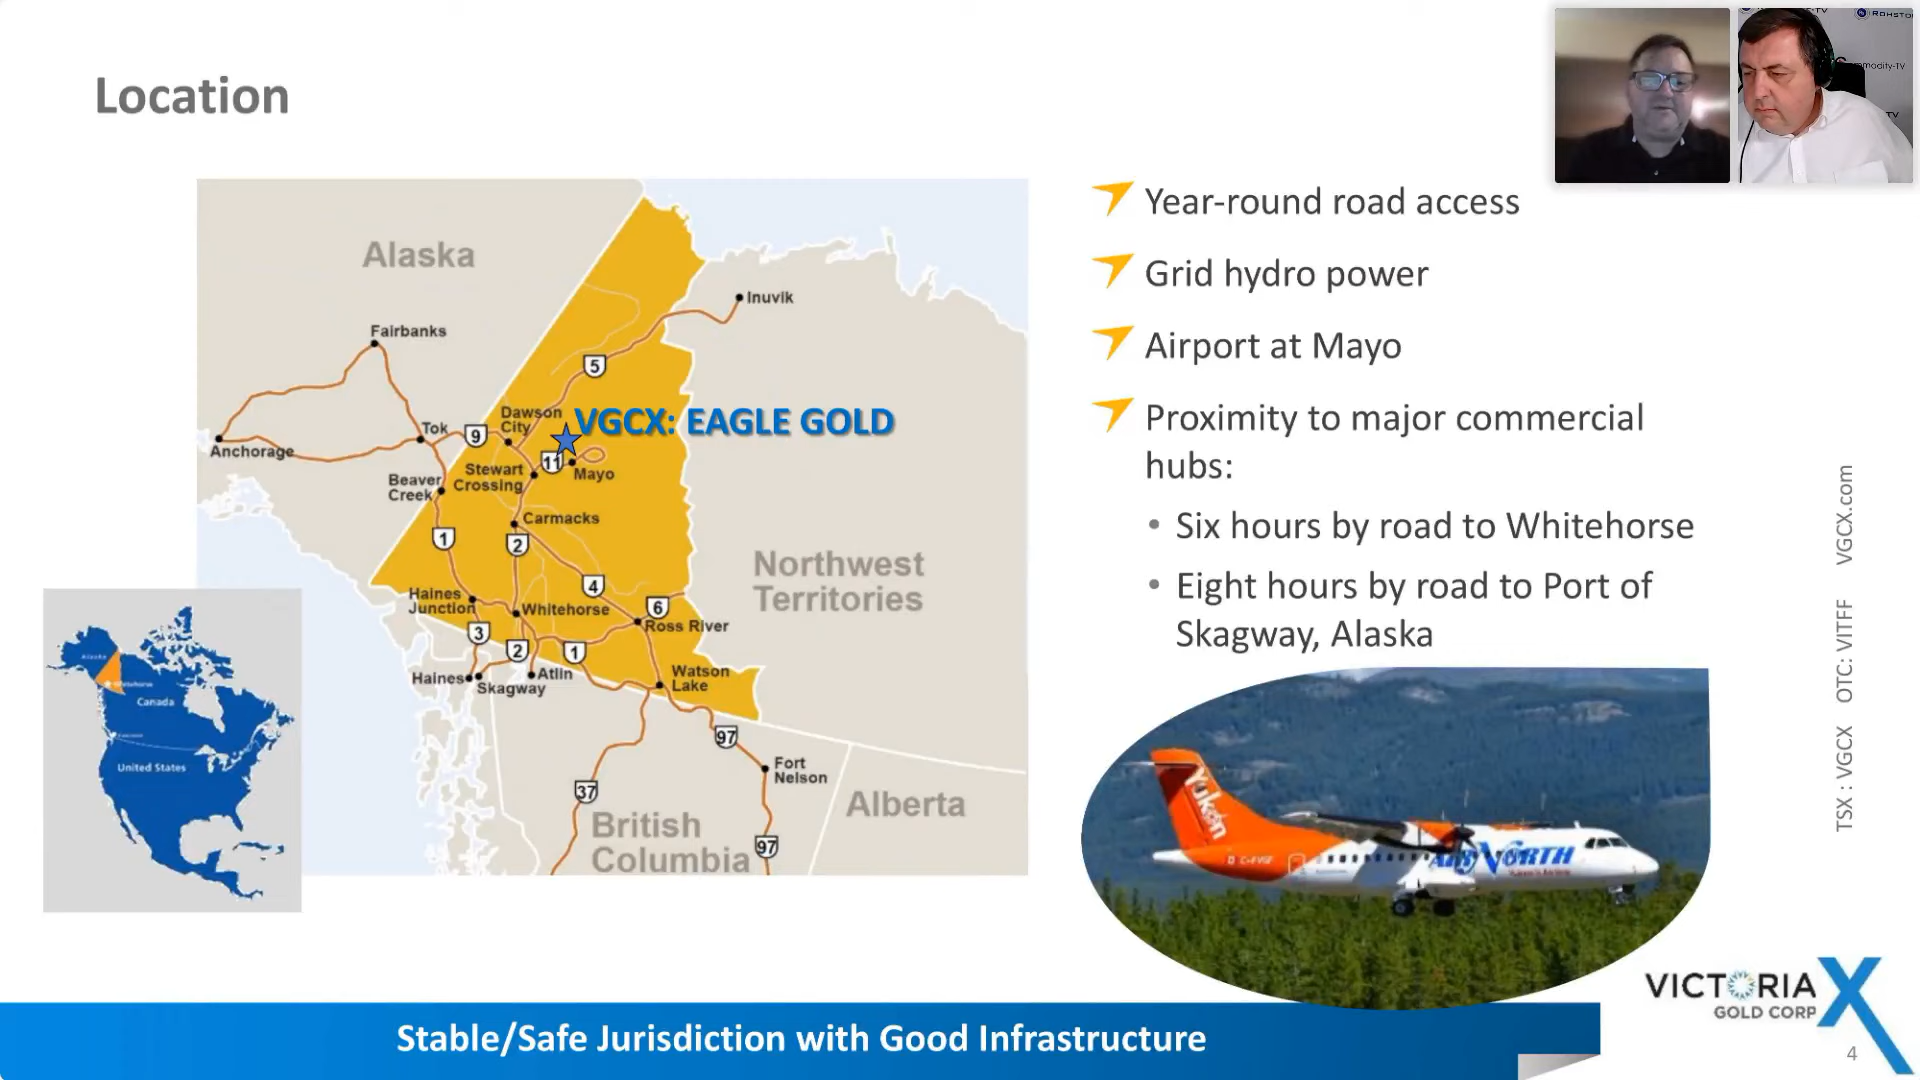 Location
Alaska
Inuvik
Fairbanks
5
Dawson
City
VGCX: EAGLE GOLD
Tok
9
Anchorage
11
Stewart
Crossing
Mayo
Beaver
Creek
Carmacks
1
2
Northwest
Territories
4
Haines
Junction
Whitehorse
6
Ross River
3
2
1
Haines
Skagway
Atlin
Watson
Lake
97
Fort
Nelson
37
British
Columbia
97
Alberta
Alaska
Whitehorse
Canada
United States
Year-round road access
Grid hydro power
Airport at Mayo
Proximity to major commercial
hubs:
• Six hours by road to Whitehorse
• Eight hours by road to Port of
Skagway, Alaska
Yukon
AIR NORTH
TSX : VGCX OTC: VITFF VGCX.com
VICTORIA
GOLD CORP
X
Stable/Safe Jurisdiction with Good Infrastructure
4